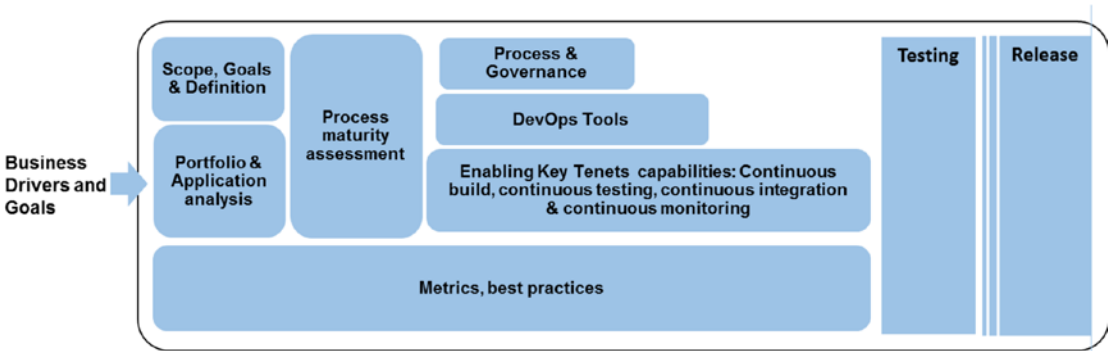 Business
Drivers and
Goals
Scope, Goals
& Definition
Portfolio &
Application
analysis
Process
maturity
assessment
Process &
Governance
DevOps Tools
Enabling Key Tenets capabilities: Continuous
build, continuous testing, continuous integration
& continuous monitoring
Metrics, best practices
Testing
Release